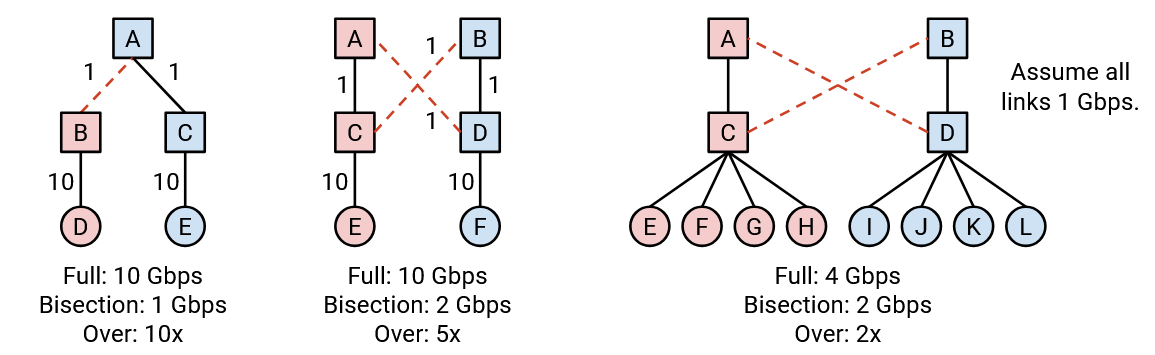 A
1
1
B
C
10
10
D
E
Full: 10 Gbps
Bisection: 1 Gbps
Over: 10x
A
1
B
1
1
C
1
D
10
10
E
F
Full: 10 Gbps
Bisection: 2 Gbps
Over: 5x
A
B
C
D
E
F
G
H
I
J
K
L
Full: 4 Gbps
Bisection: 2 Gbps
Over: 2x
Assume all
links 1 Gbps.